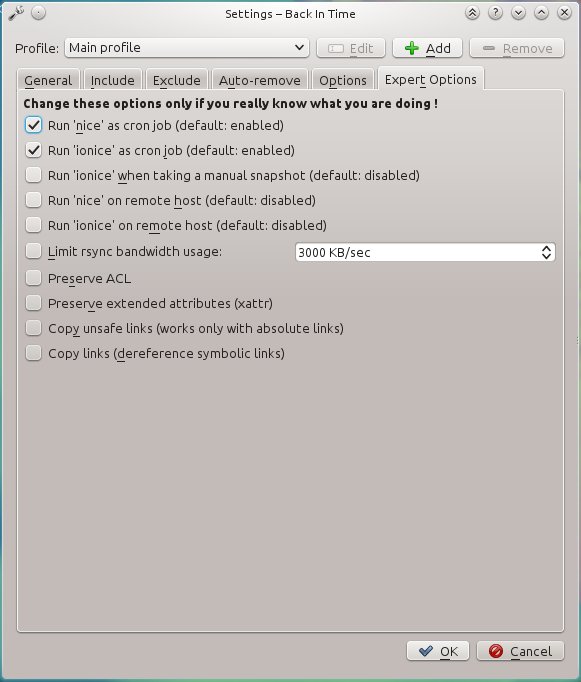 Settings – Back In Time
Profile: Main profile Edit Add Remove
General Include Exclude Auto-remove Options Expert Options
Change these options only if you really know what you are doing !
Run 'nice' as cron job (default: enabled)
Run 'ionice' as cron job (default: enabled)
Run 'ionice' when taking a manual snapshot (default: disabled)
Run 'nice' on remote host (default: disabled)
Run 'ionice' on remote host (default: disabled)
Limit rsync bandwidth usage: 3000 KB/sec
Preserve ACL
Preserve extended attributes (xattr)
Copy unsafe links (works only with absolute links)
Copy links (dereference symbolic links)
OK Cancel